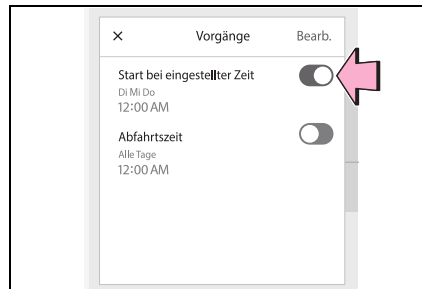 × Vorgänge Bearb.
Start bei eingestellter Zeit
Di Mi Do
12:00 AM
Abfahrtszeit
Alle Tage
12:00 AM